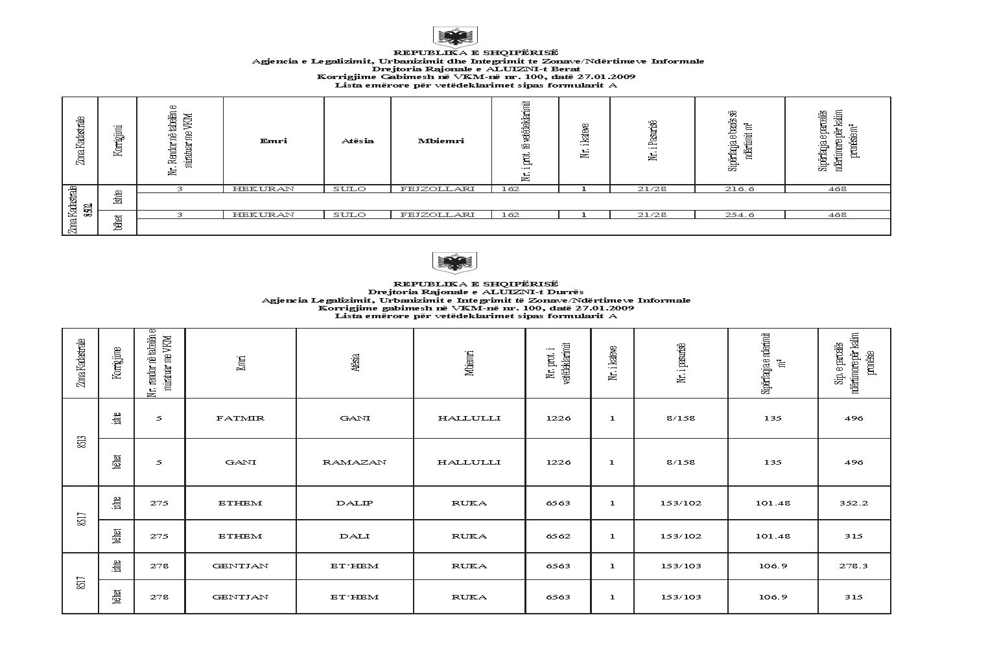 REPUBLIKA E SHQIPËRISË
Agjencia e Legalizimit, Urbanizimit dhe Integrimit te Zonave/Ndërtimeve Informale
Drejtoria Rajonale e ALUIZNI-t Berat
Korrigjime Gabimesh në VKM-në nr. 100, datë 27.01.2009
Lista emërore për vetëdeklarimet sipas formularit A
Zona Kadastrale
Korrigjimi
Nr. Rendor në tabelën e
miratuar me VKM
Emri
Atësia
Mbiemri
Nr. i prot. të vetëdeklarimit
Nr. i kateve
Nr. i Pasurisë
Sipërfaqja e bazës së
ndërtimit m²
Sipërfaqja e parcelës
ndërtimore për kalim
pronësie m²
Zona Kadastrale
8502
Ishte
3 HEKURAN SULO FEJZOLLARI 162 1 21/28 216.6 468
bëhet
3 HEKURAN SULO FEJZOLLARI 162 1 21/28 254.6 468
REPUBLIKA E SHQIPËRISË
Drejtoria Rajonale e ALUIZNI-t Durrës
Agjencia Legalizimit, Urbanizimit e Integrimit të Zonave/Ndërtimeve Informale
Korrigjime gabimesh në VKM-në nr. 100, datë 27.01.2009
Lista emërore për vetëdeklarimet sipas formularit A
Zona Kadastrale
Korrigjime
Nr. rendor në tabelën e
miratuar me VKM
Emri
Atësia
Mbiemri
Nr. prot. i
vetëdeklarimit
Nr. i kateve
Nr. i pasurisë
Sipërfaqja e nderimit
m²
Sip. e parcelës
ndërtimore për kalim
pronësie
8513
ishte 5 FATMIR GANI HALLULLI 1226 1 8/158 135 496
bëhet 5 GANI RAMAZAN HALLULLI 1226 1 8/158 135 496
8517
ishte 275 ETHEM DALIP RUKA 6563 1 153/102 101.48 352.2
bëhet 275 ETHEM DALI RUKA 6562 1 153/102 101.48 315
8517
ishte 278 GENTJAN ET'HEM RUKA 6563 1 153/103 106.9 278.3
bëhet 278 GENTJAN ET'HEM RUKA 6563 1 153/103 106.9 315